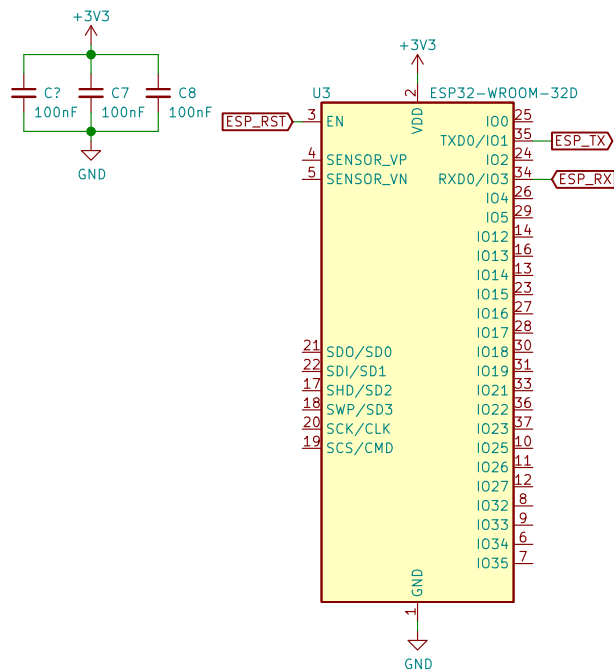 +3V3
C?
100nF
C7
100nF
C8
100nF
GND
+3V3
U3
ESP32-WROOM-32D
2
VDD
ESP_RST
3
EN
4
SENSOR_VP
5
SENSOR_VN
21
SDO/SD0
22
SDI/SD1
17
SHD/SD2
18
SWP/SD3
20
SCK/CLK
19
SCS/CMD
IO0
25
TXD0/IO1
35
ESP_TX
IO2
24
RXD0/IO3
34
ESP_RX
IO4
26
IO5
29
IO12
14
IO13
16
IO14
13
IO15
23
IO16
27
IO17
28
IO18
30
IO19
31
IO21
33
IO22
36
IO23
37
IO25
10
IO26
11
IO27
12
IO32
8
IO33
9
IO34
6
IO35
7
GND
1
GND